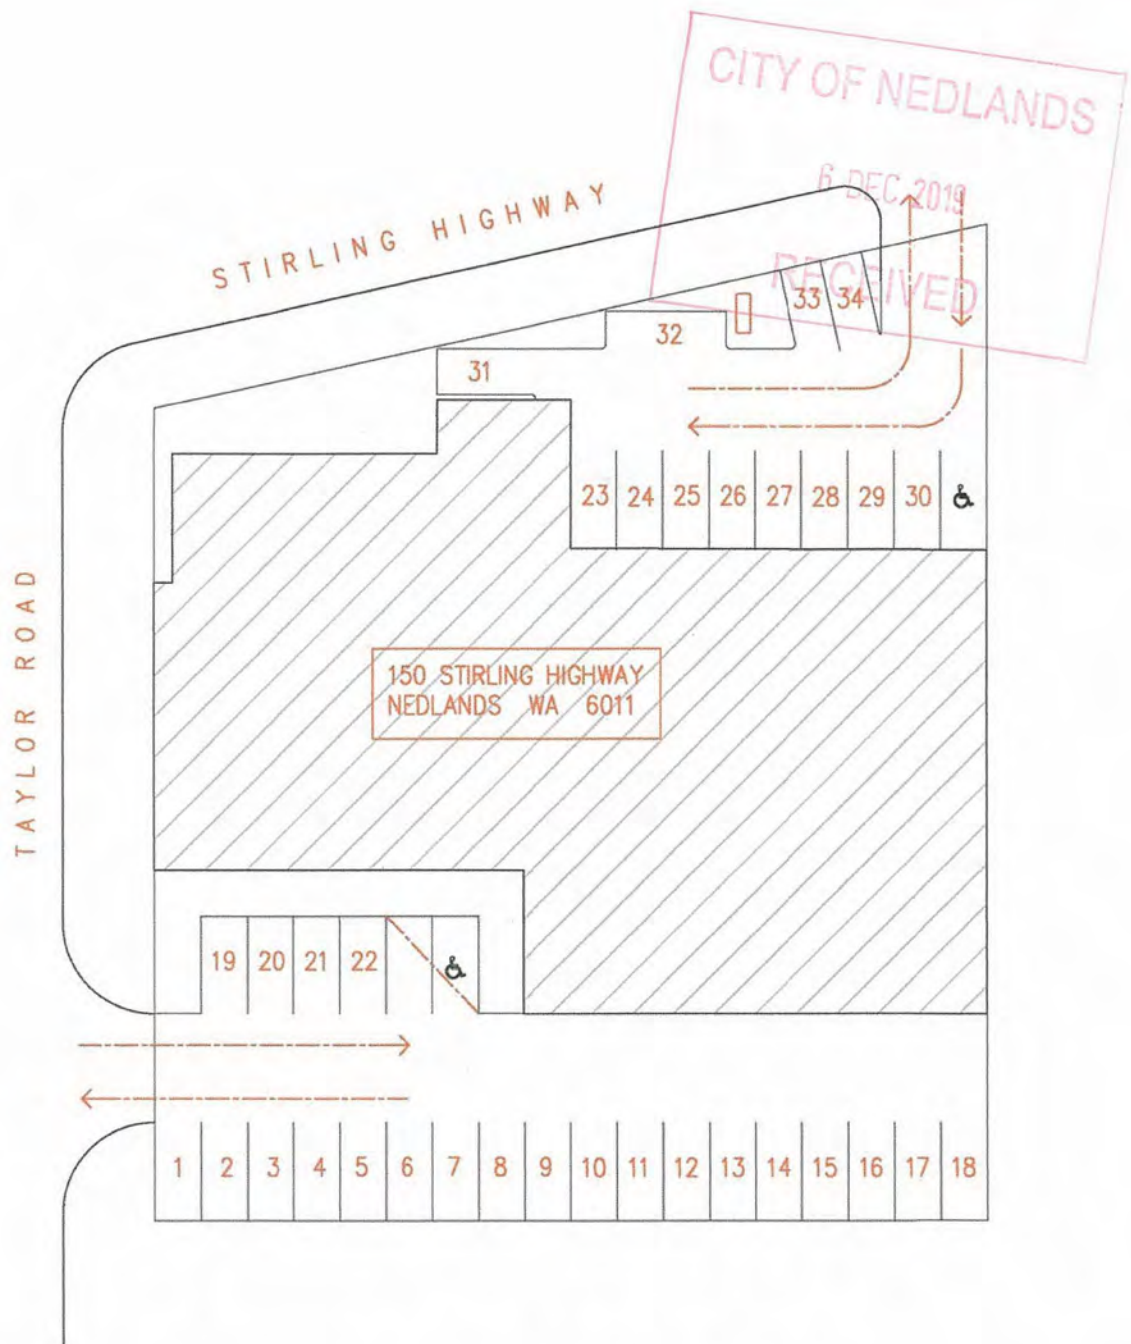 CITY OF NEDLANDS
6 DEC 2019
RECEIVED
STIRLING HIGHWAY
33 34
32
31
23 24 25 26 27 28 29 30
TAYLOR ROAD
150 STIRLING HIGHWAY
NEDLANDS WA 6011
19 20 21 22
1 2 3 4 5 6 7 8 9 10 11 12 13 14 15 16 17 18